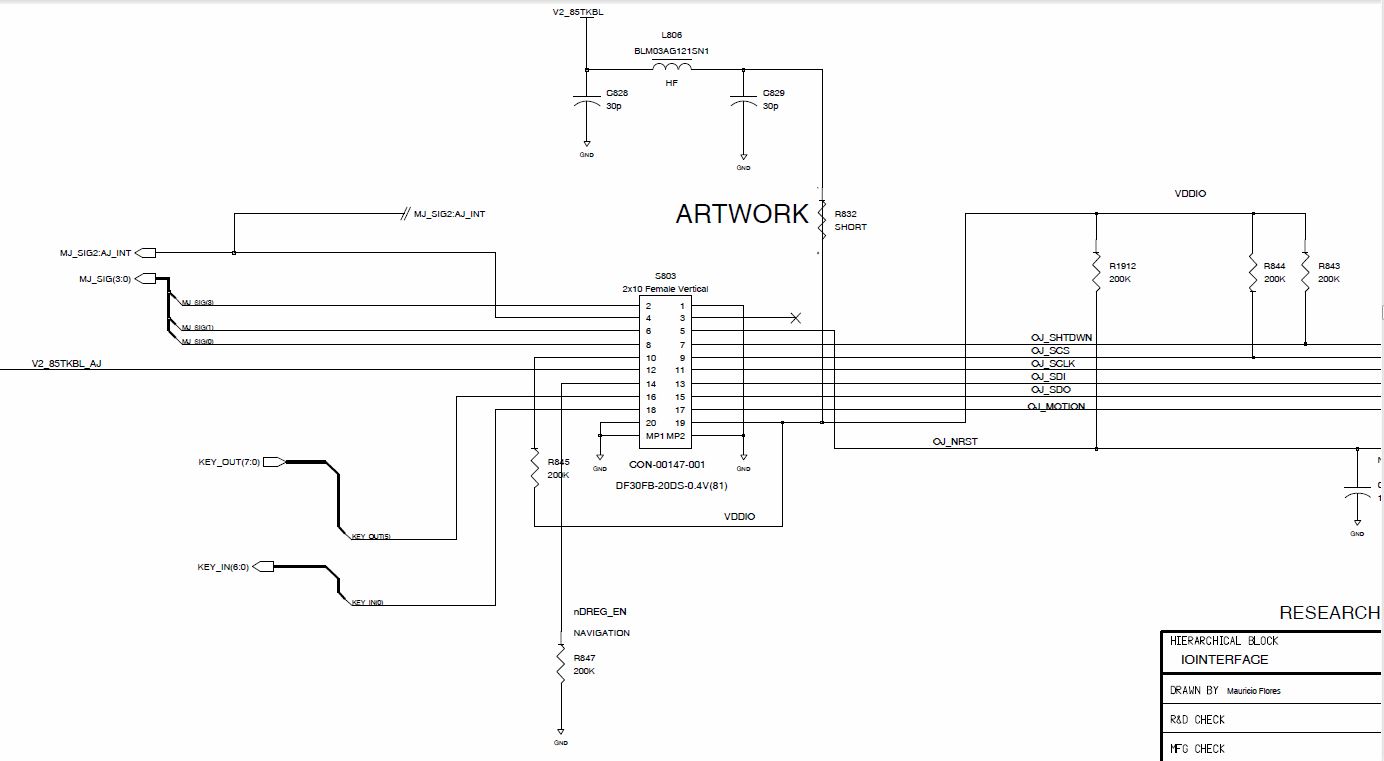 V2_85TKBL
L806
BLM03AG121SN1
HF
C828
30p
C829
30p
GND
GND
VDDIO
ARTWORK
R832
SHORT
MJ_SIG2:AJ_INT
MJ_SIG2:AJ_INT
MJ_SIG(3:0)
R1912
200K
R844
200K
R843
200K
S803
2x10 Female Vertical
MJ_SIG(3)
MJ_SIG(1)
MJ_SIG(0)
2 1
4 3
6 5
8 7
10 9
12 11
14 13
16 15
18 17
20 19
MP1 MP2
OJ_SHTDWN
OJ_SCS
OJ_SCLK
OJ_SDI
OJ_SDO
OJ_MOTION
OJ_NRST
V2_85TKBL_AJ
KEY_OUT(7:0)
R845
200K
GND
CON-00147-001
GND
DF30FB-20DS-0.4V(81)
VDDIO
KEY_OUT(5)
GND
KEY_IN(6:0)
KEY_IN(0)
nDREG_EN
NAVIGATION
R847
200K
GND
RESEARCH
HIERARCHICAL BLOCK
IOINTERFACE
DRAWN BY Mauricio Flores
R&D CHECK
MFG CHECK